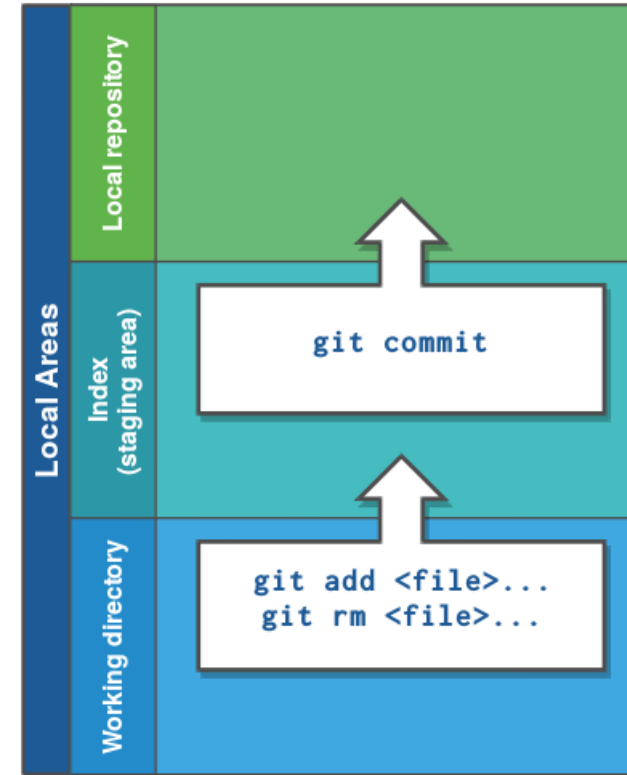 Local Areas
Local repository
git commit
Index
(staging area)
git add <file>...
git rm <file>...
Working directory